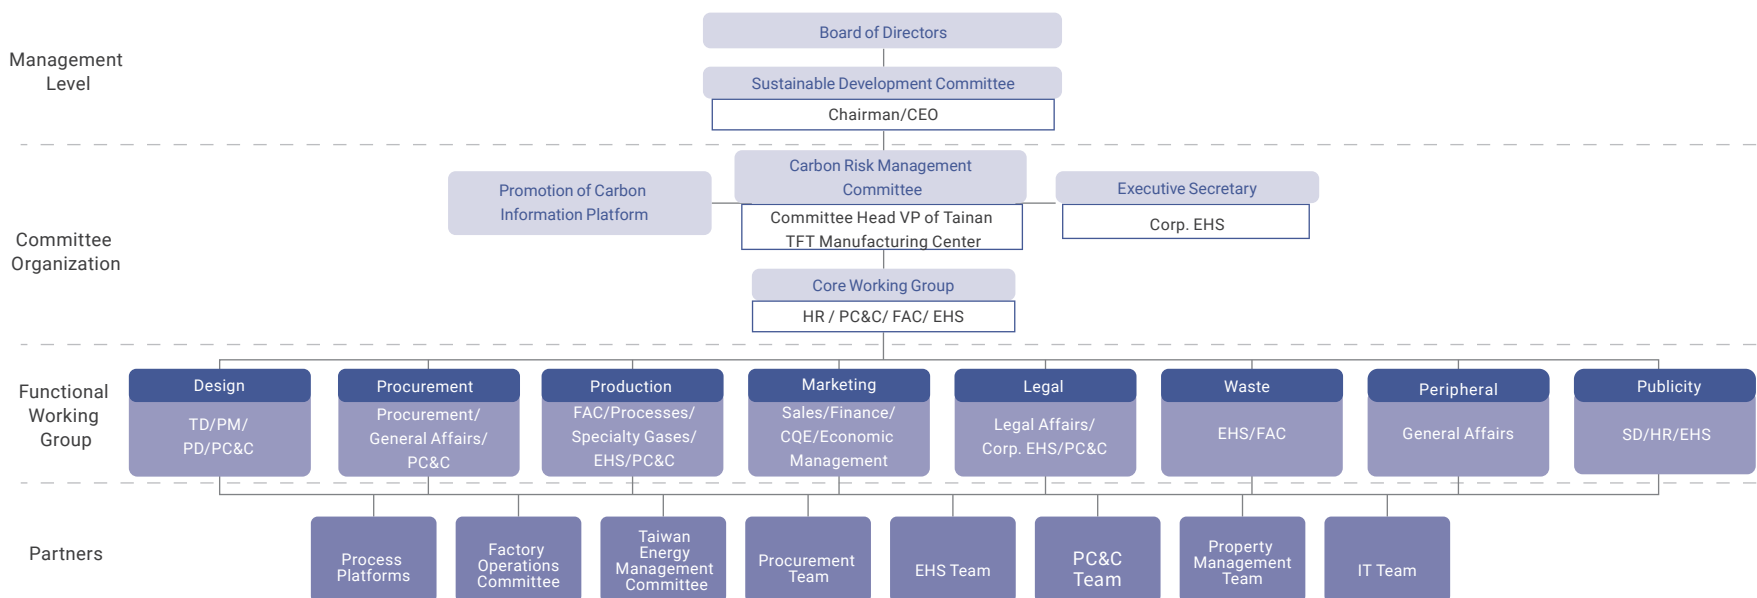 Management
Level
Board of Directors
Sustainable Development Committee
Chairman/CEO
Committee
Organization
Promotion of Carbon
Information Platform
Carbon Risk Management
Committee
Committee Head VP of Tainan
TFT Manufacturing Center
Executive Secretary
Corp. EHS
Core Working Group
HR / PC&C/ FAC/ EHS
Functional
Working
Group
Design
TD/PM/
PD/PC&C
Procurement
Procurement/
General Affairs/
PC&C
Production
FAC/Processes/
Specialty Gases/
EHS/PC&C
Marketing
Sales/Finance/
CQE/Economic
Management
Legal
Legal Affairs/
Corp. EHS/PC&C
Waste
EHS/FAC
Peripheral
General Affairs
Publicity
SD/HR/EHS
Partners
Process
Platforms
Factory
Operations
Committee
Taiwan
Energy
Management
Committee
Procurement
Team
EHS Team
PC&C
Team
Property
Management
Team
IT Team